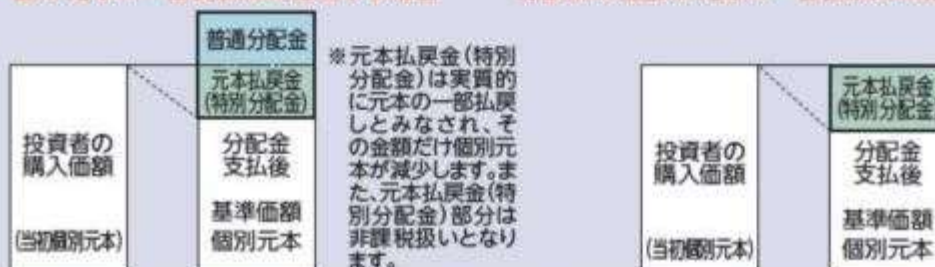 普通分配金
元本払戻金
(特別分配金)
投資者の
購入価額
(当初個別元本)
分配金
支払後
基準価額
個別元本
※元本払戻金(特別
分配金)は実質的
に元本の一部払戻
しとみなされ、そ
の金額だけ個別元
本が減少します。ま
た、元本払戻金(特
別分配金)部分は
非課税扱いとなり
ます。
投資者の
購入価額
(当初個別元本)
元本払戻金
(特別分配金
分配金
支払後
基準価額
個別元本